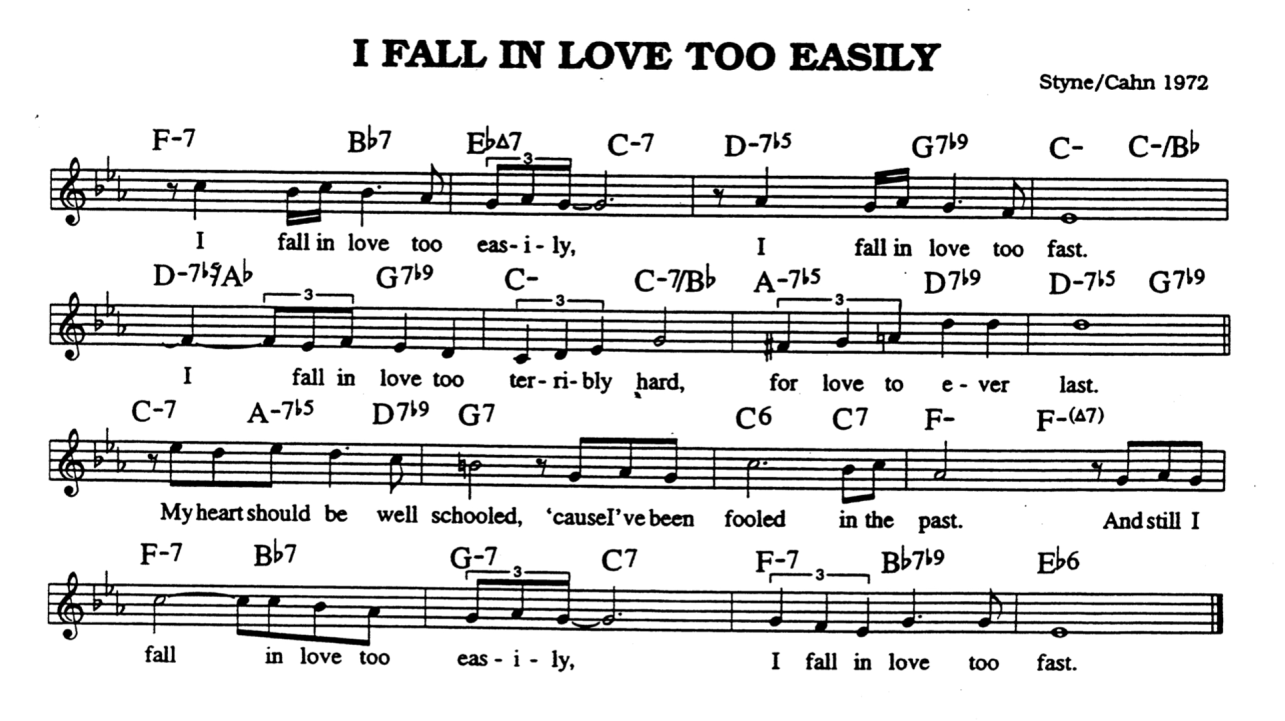 I FALL IN LOVE TOO EASILY
Styne/Cahn 1972
F-7 B♭7 E♭Δ7 C-7 D-7♭5 G7♭9 C- C-/B♭
3
I fall in love too eas- i - ly, I fall in love too fast.
D-7♭5/A♭ G7♭9 C- C-7/B♭ A-7♭5 D7♭9 D-7♭5 G7♭9
3 3 3
I fall in love too ter- ri- bly hard, for love to e - ver last.
C-7 A-7♭5 D7♭9 G7 C6 C7 F- F-(Δ7)
My heart should be well schooled, 'cause I've been fooled in the past. And still I
F-7 B♭7 G-7 C7 F-7 B♭7♭9 E♭6
3 3
fall in love too eas - i - ly, I fall in love too fast.